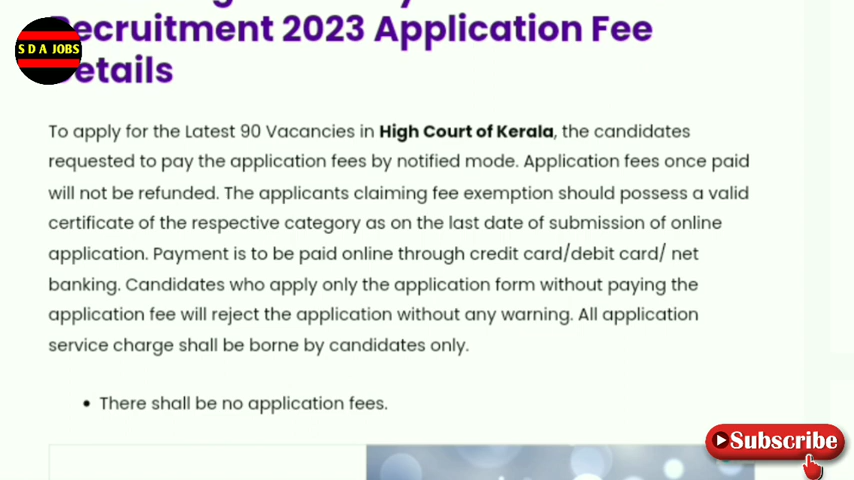 Recruitment 2023 Application Fee
Details
S D A JOBS
To apply for the Latest 90 Vacancies in High Court of Kerala, the candidates
requested to pay the application fees by notified mode. Application fees once paid
will not be refunded. The applicants claiming fee exemption should possess a valid
certificate of the respective category as on the last date of submission of online
application. Payment is to be paid online through credit card/debit card/ net
banking. Candidates who apply only the application form without paying the
application fee will reject the application without any warning. All application
service charge shall be borne by candidates only.
• There shall be no application fees.
Subscribe